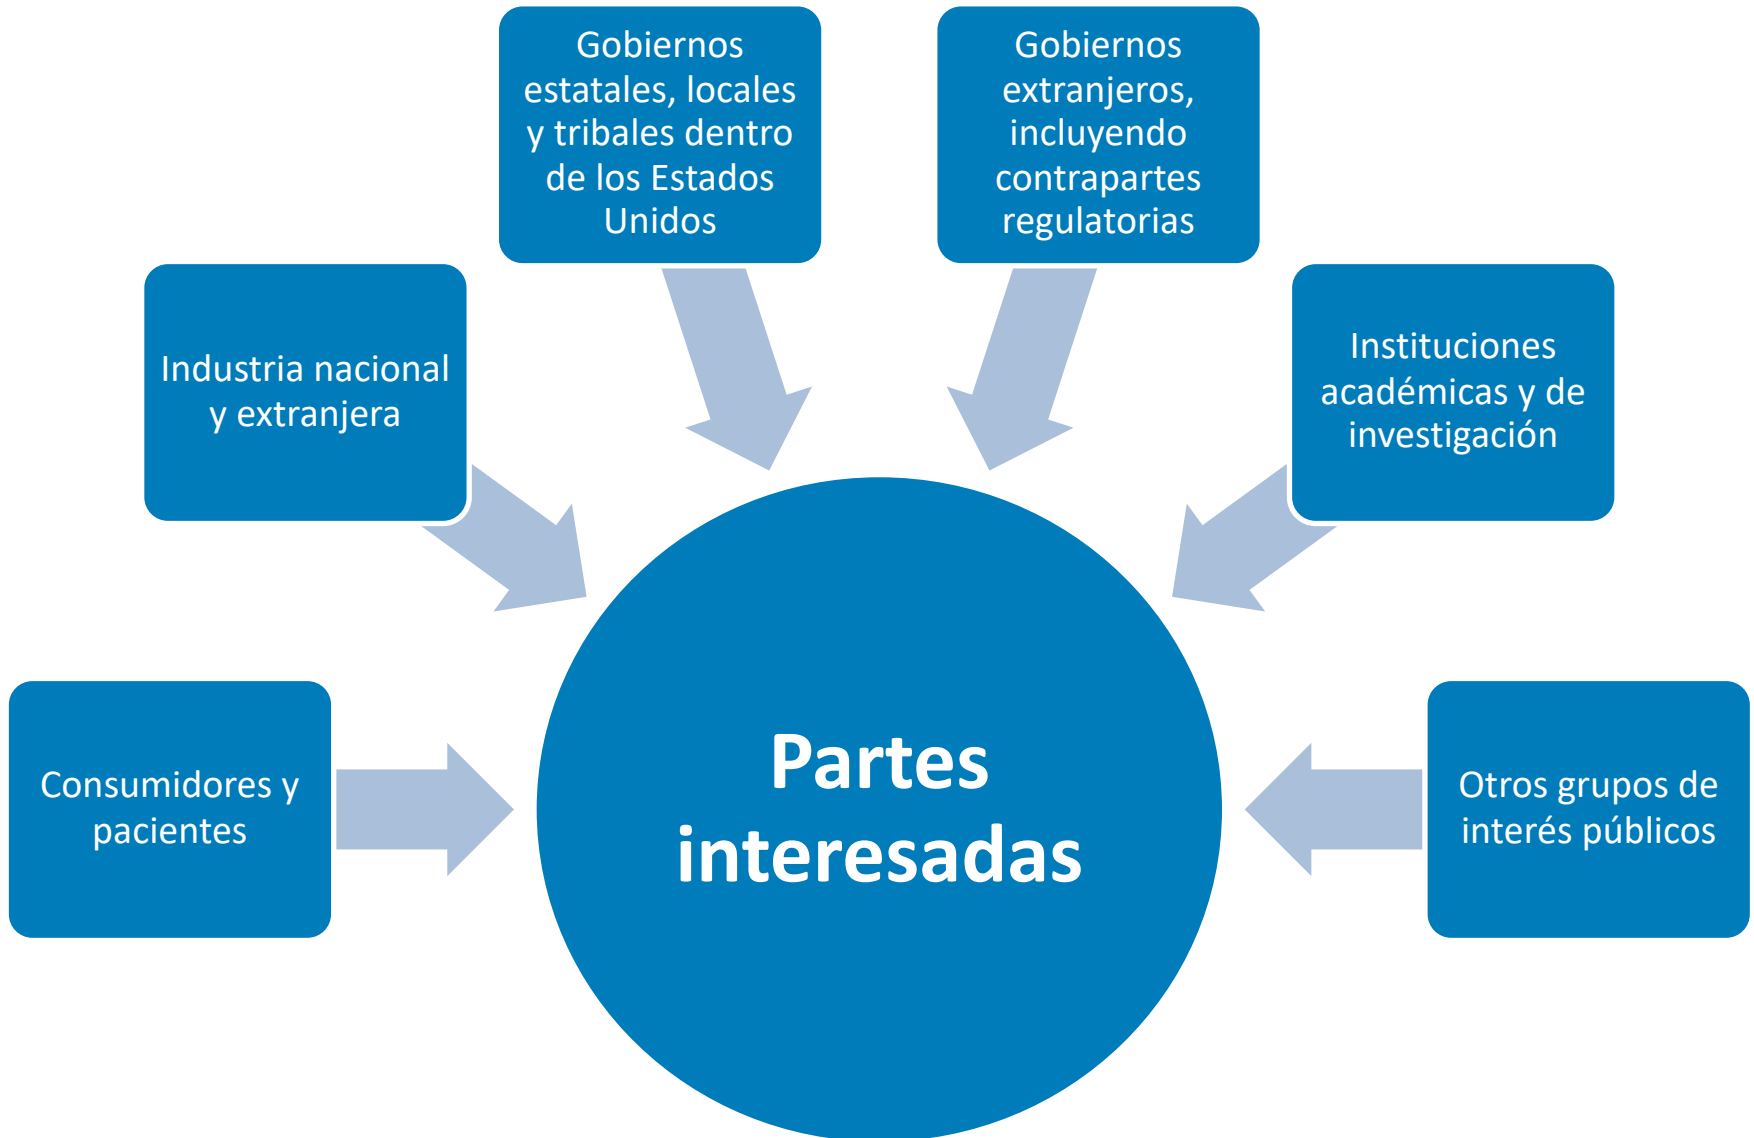 Gobiernos
estatales, locales
y tribales dentro
de los Estados
Unidos
Gobiernos
extranjeros,
incluyendo
contrapartes
regulatorias
Industria nacional
y extranjera
Instituciones
académicas y de
investigación
Consumidores y
pacientes
Partes
interesadas
Otros grupos de
interés públicos